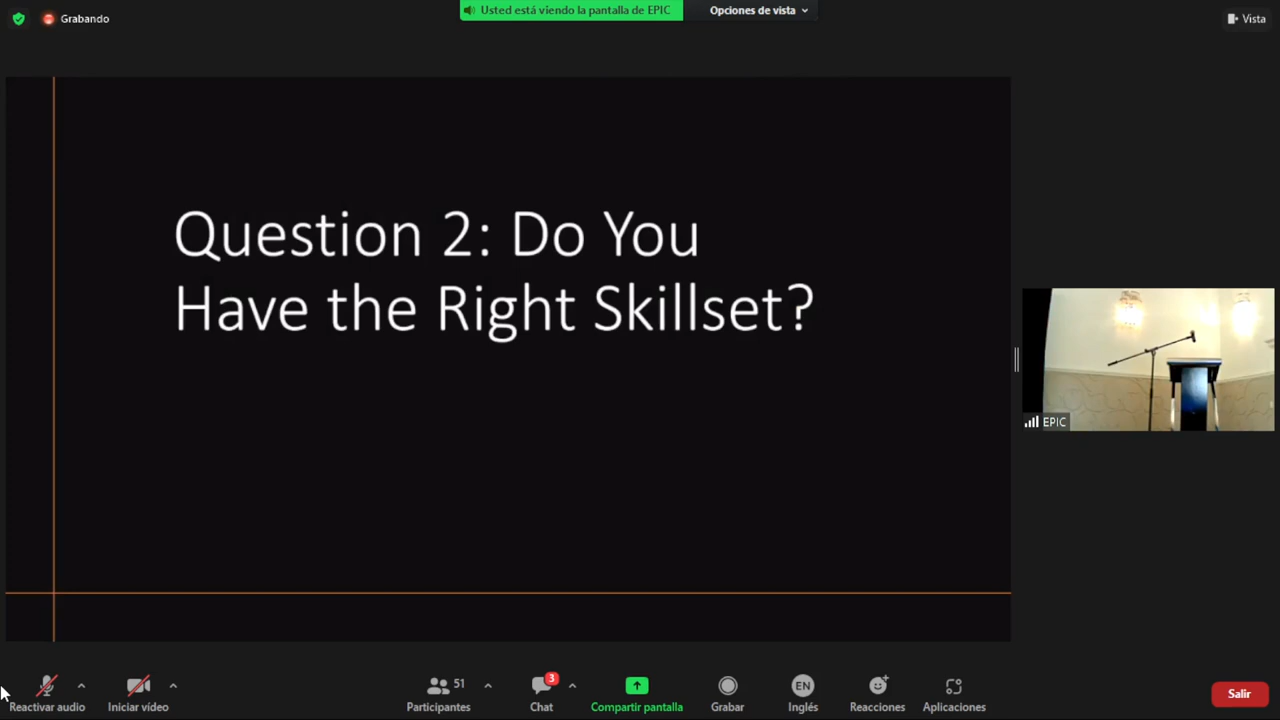 Grabando
Usted está viendo la pantalla de EPIC
Opciones de vista
Vista
Question 2: Do You
Have the Right Skillset?
EPIC
Reactivar audio
Iniciar vídeo
51
Participantes
3
Chat
Compartir pantalla
Grabar
EN
Inglés
Reacciones
Aplicaciones
Salir